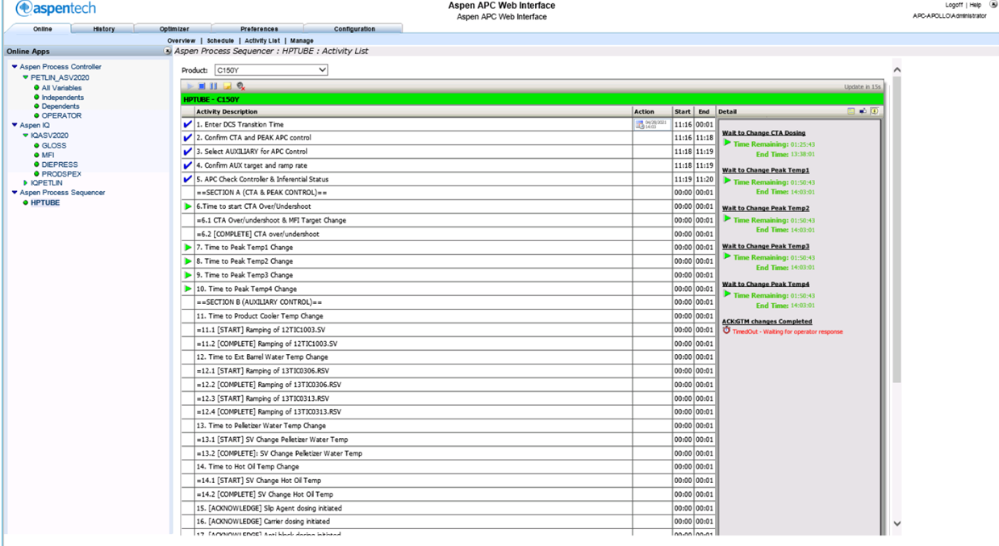 aspentech
Aspen APC Web Interface
Aspen APC Web Interface
Logoff | Help
APC-APOLLO\Administrator
Online History Optimizer Preferences Configuration
Overview | Schedule | Activity List | Manage
Online Apps
Aspen Process Sequencer : HPTUBE : Activity List
Aspen Process Controller
PETLIN_ASV2020
All Variables
Independents
Dependents
OPERATOR
Aspen IQ
IQASV2020
GLOSS
MFI
DIEPRESS
PRODSPEX
IQPETLIN
Aspen Process Sequencer
HPTUBE
Product: C150Y
Update in 15s
HPTUBE - C150Y
Activity Description Action Start End Detail
1. Enter DCS Transition Time 04/28/2021 14:03 11:16 00:01
2. Confirm CTA and PEAK APC control 11:16 11:18
3. Select AUXILIARY for APC Control 11:18 11:19
4. Confirm AUX target and ramp rate 11:18 11:19
5. APC Check Controller & Inferential Status 11:19 11:20
==SECTION A (CTA & PEAK CONTROL)== 00:00 00:01
6.Time to start CTA Over/Undershoot 00:00 00:01
=6.1 CTA Over/undershoot & MFI Target Change 00:00 00:01
=6.2 [COMPLETE] CTA over/undershoot 00:00 00:01
7. Time to Peak Temp1 Change 00:00 00:01
8. Time to Peak Temp2 Change 00:00 00:01
9. Time to Peak Temp3 Change 00:00 00:01
10. Time to Peak Temp4 Change 00:00 00:01
==SECTION B (AUXILIARY CONTROL)== 00:00 00:01
11. Time to Product Cooler Temp Change 00:00 00:01
=11.1 [START] Ramping of 12TIC1003.SV 00:00 00:01
=11.2 [COMPLETE] Ramping of 12TIC1003.SV 00:00 00:01
12. Time to Ext Barrel Water Temp Change 00:00 00:01
=12.1 [START] Ramping of 13TIC0306.RSV 00:00 00:01
=12.2 [COMPLETE] Ramping of 13TIC0306.RSV 00:00 00:01
=12.3 [START] Ramping of 13TIC0313.RSV 00:00 00:01
=12.4 [COMPLETE] Ramping of 13TIC0313.RSV 00:00 00:01
13. Time to Pelletizer Water Temp Change 00:00 00:01
=13.1 [START] SV Change Pelletizer Water Temp 00:00 00:01
=13.2 [COMPLETE]: SV Change Pelletizer Water Temp 00:00 00:01
14. Time to Hot Oil Temp Change 00:00 00:01
=14.1 [START] SV Change Hot Oil Temp 00:00 00:01
=14.2 [COMPLETE] SV Change Hot Oil Temp 00:00 00:01
15. [ACKNOWLEDGE] Slip Agent dosing initiated 00:00 00:01
16. [ACKNOWLEDGE] Carrier dosing initiated 00:00 00:01
17. [ACKNOWLEDGE] Anti block dosing initiated 00:00 00:01
Wait to Change CTA Dosing
Time Remaining: 01:25:43
End Time: 13:38:01
Wait to Change Peak Temp1
Time Remaining: 01:50:43
End Time: 14:03:01
Wait to Change Peak Temp2
Time Remaining: 01:50:43
End Time: 14:03:01
Wait to Change Peak Temp3
Time Remaining: 01:50:43
End Time: 14:03:01
Wait to Change Peak Temp4
Time Remaining: 01:50:43
End Time: 14:03:01
ACK:GTM changes Completed
TimedOut - Waiting for operator response